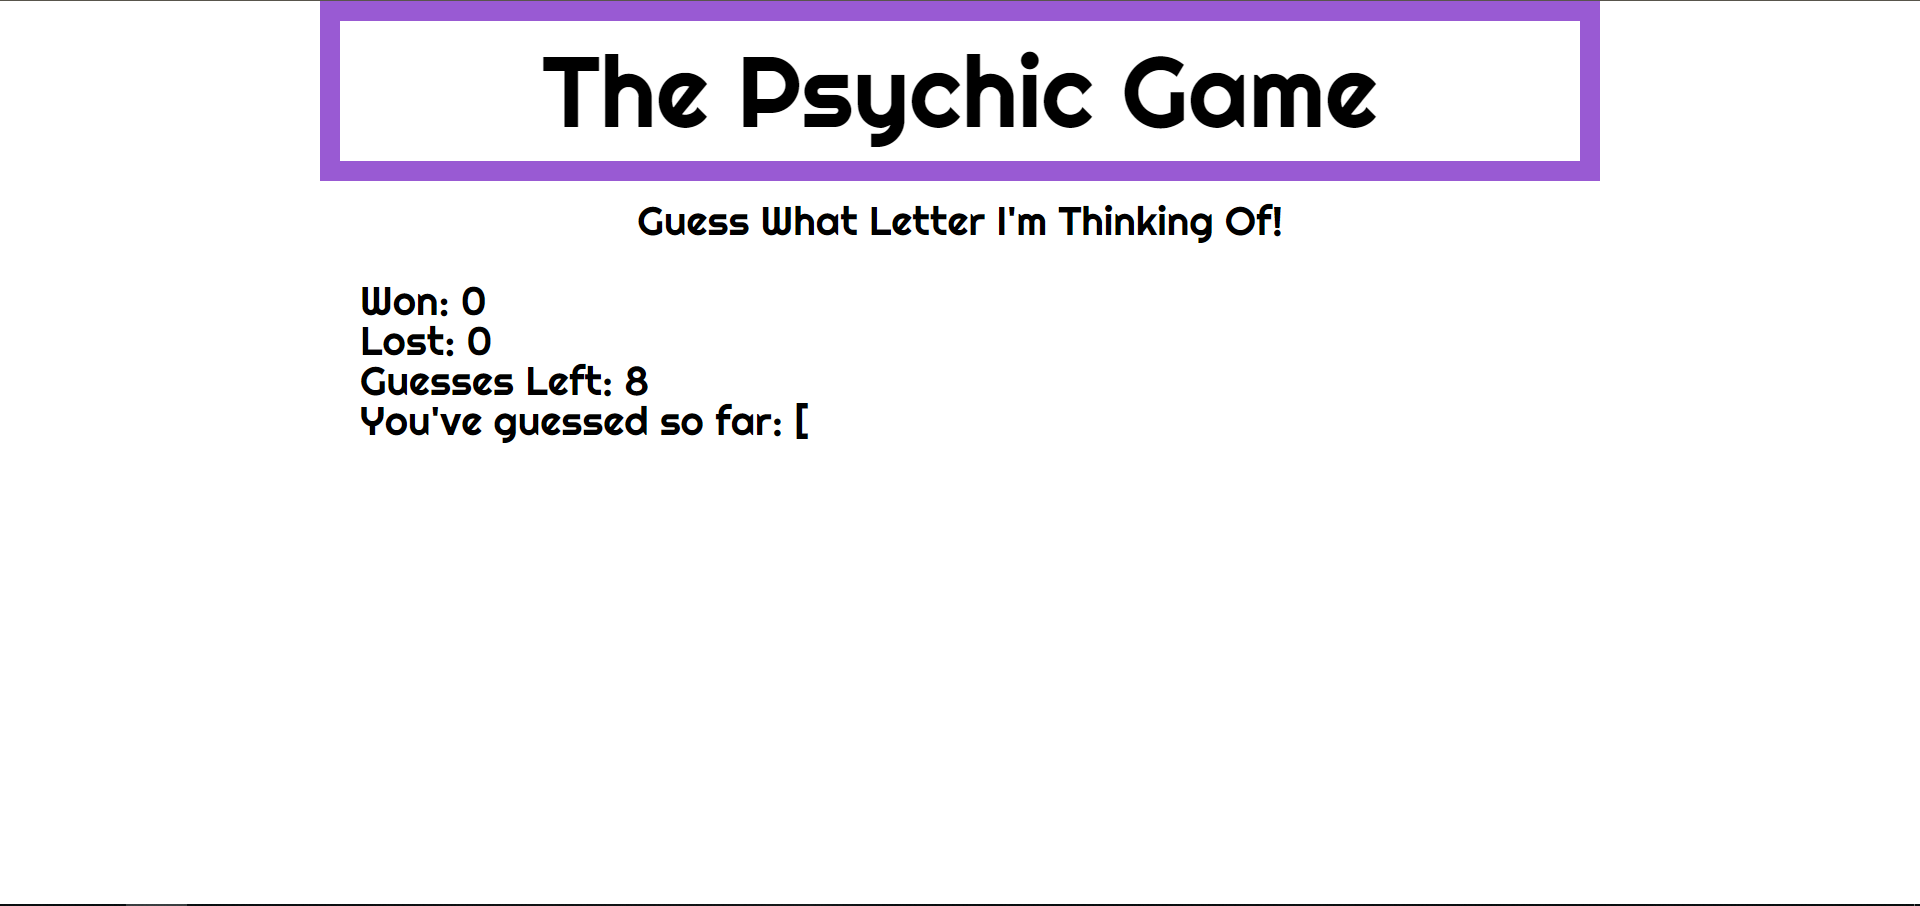 The Psychic Game
Guess What Letter I'm Thinking Of!
Won: 0
Lost: 0
Guesses Left: 8
You've guessed so far: [